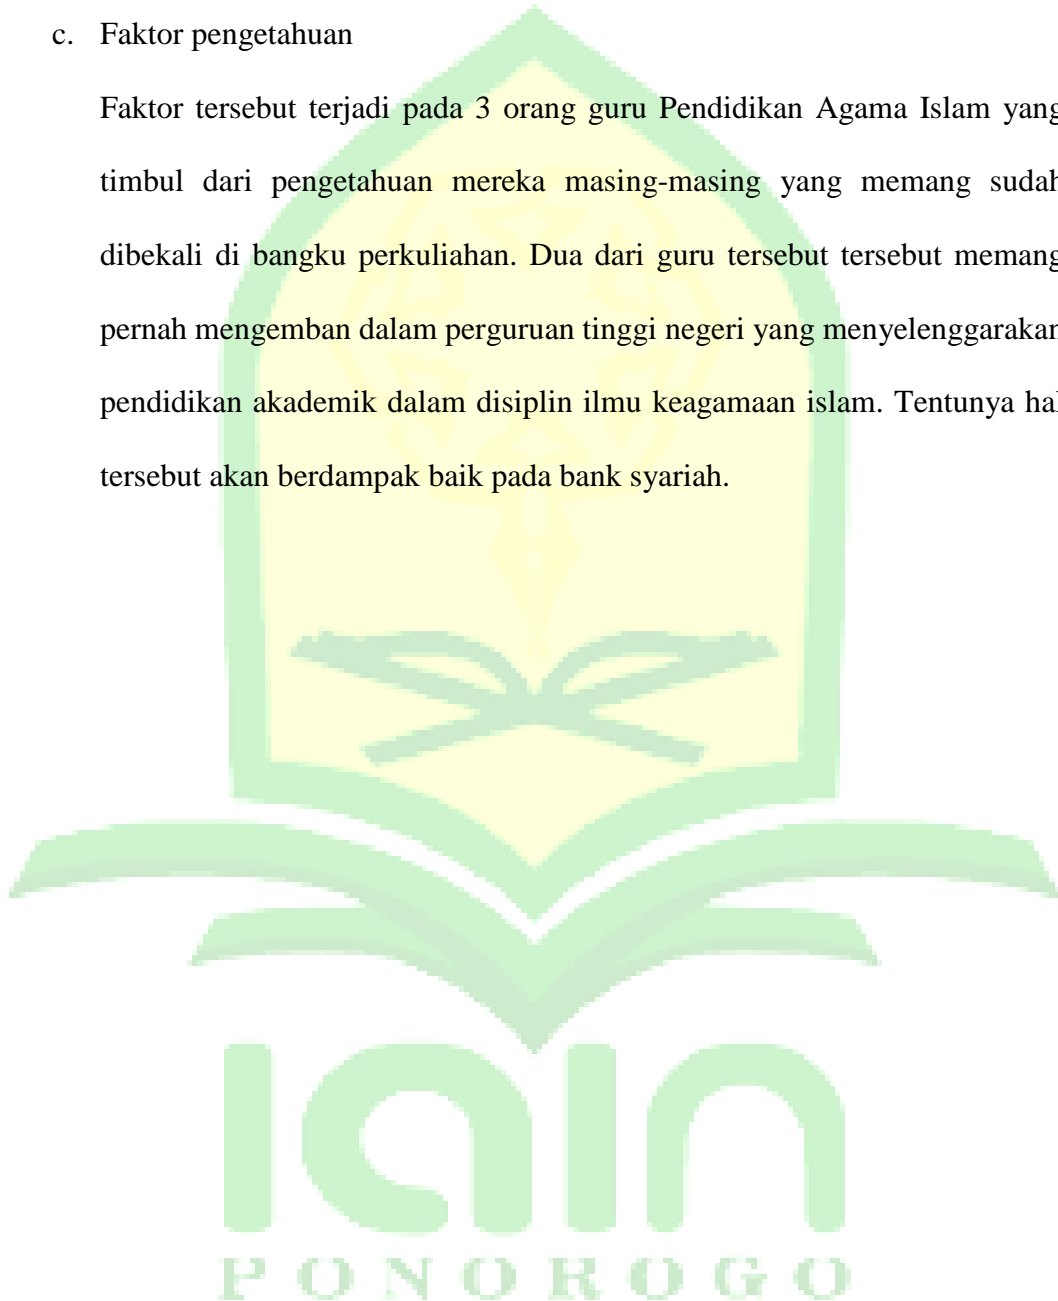 c. Faktor pengetahuan
Faktor tersebut terjadi pada 3 orang guru Pendidikan Agama Islam yang
timbul dari pengetahuan mereka masing-masing yang memang sudah
dibekali di bangku perkuliahan. Dua dari guru tersebut tersebut memang
pernah mengemban dalam perguruan tinggi negeri yang menyelenggarakan
pendidikan akademik dalam disiplin ilmu keagamaan islam. Tentunya hal
tersebut akan berdampak baik pada bank syariah.
iain
PONOROGO